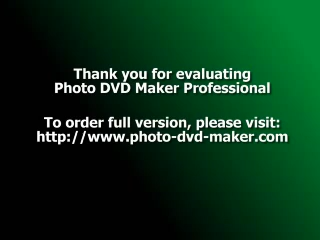 Thank you for evaluating
Photo DVD Maker Professional
To order full version, please visit:
http://www.photo-dvd-maker.com